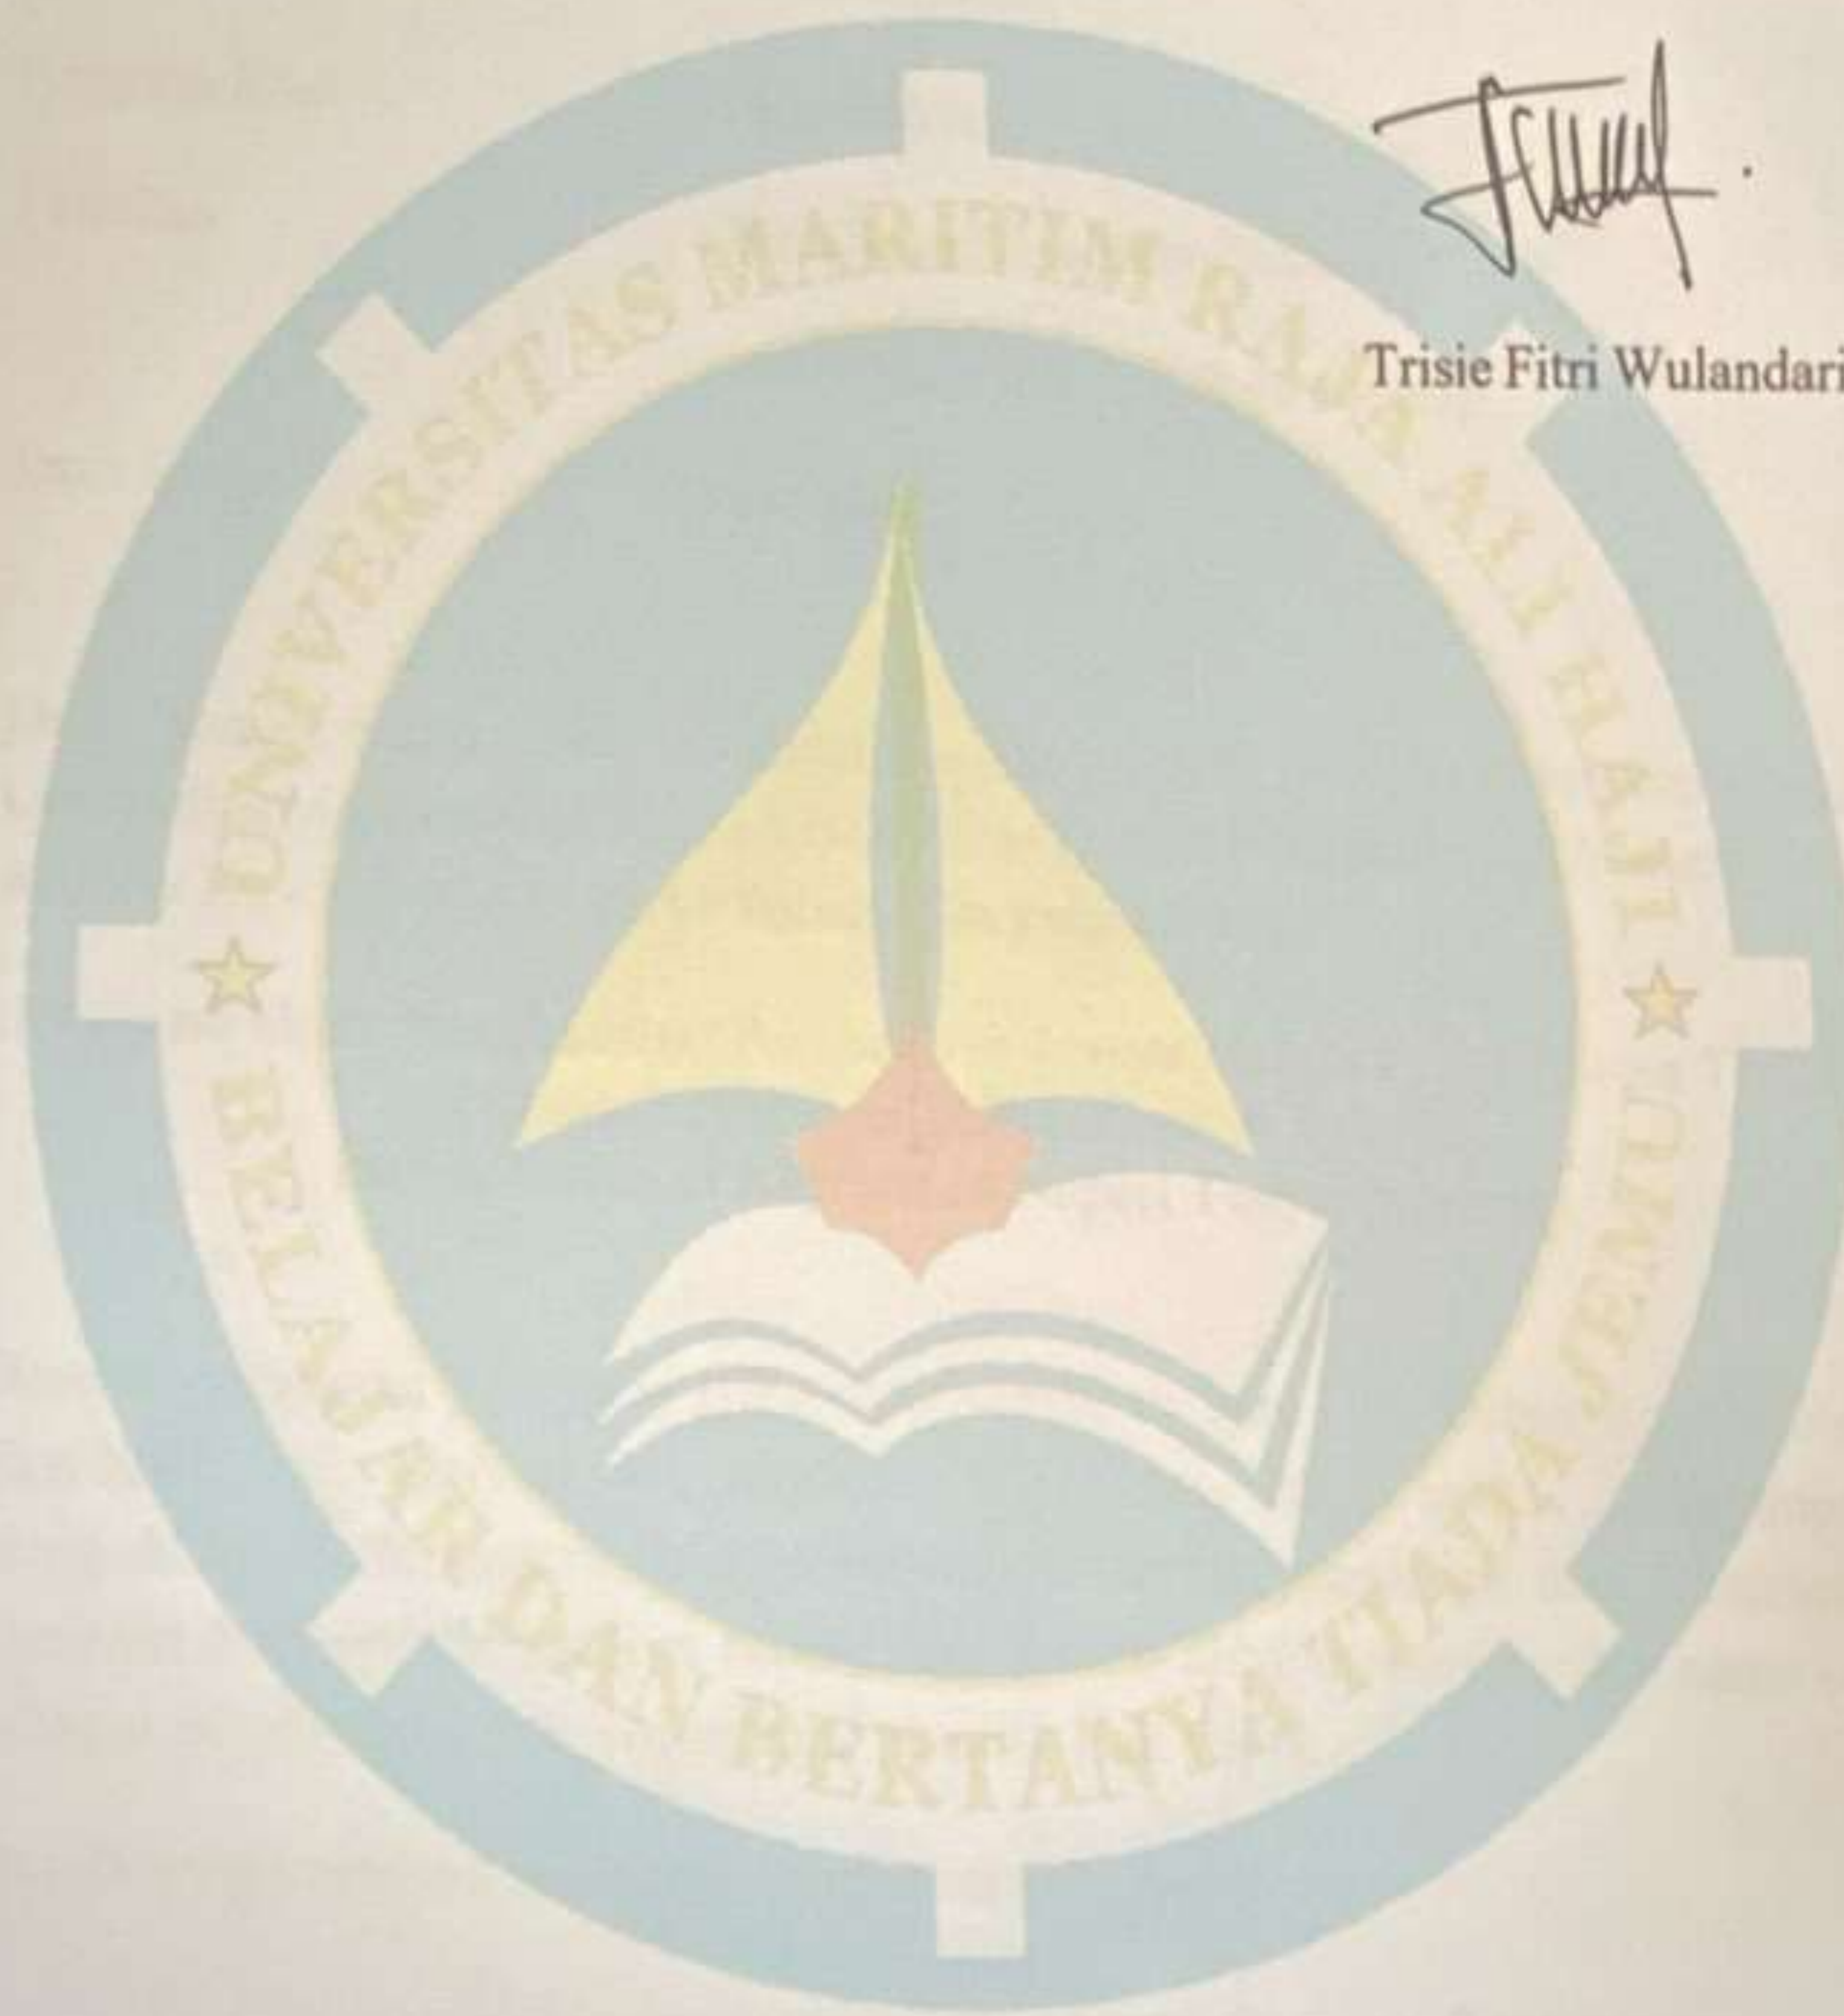 Trisie Fitri Wulandari
UNIVERSITAS MARITIM RAJA ALI HAJI
BELAJAR DAN BERTANYA TIADA JEMU